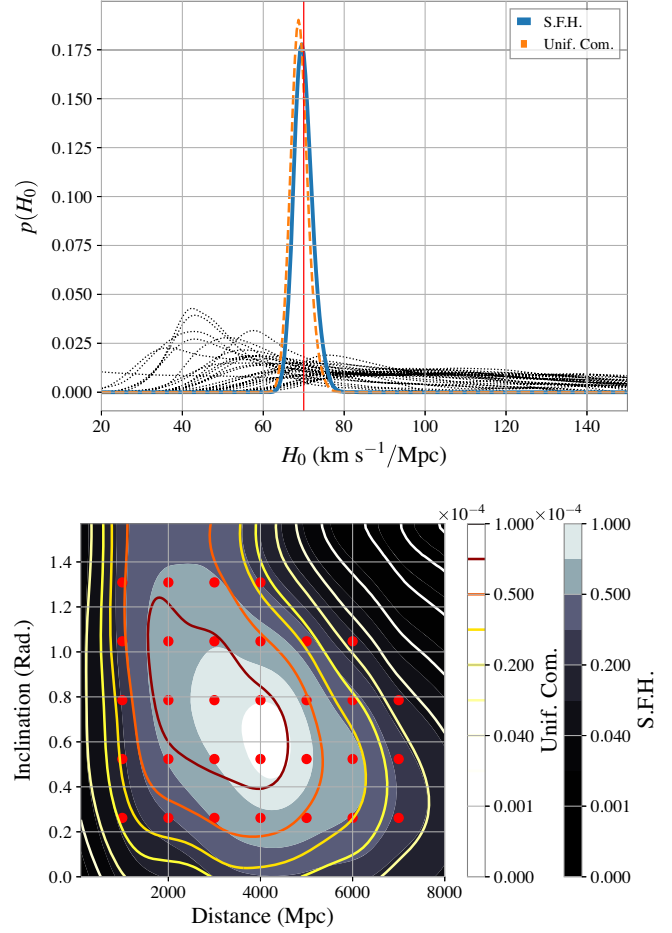 S.F.H.
Unif. Com.
0.175
0.150
0.125
0.100
0.075
0.050
0.025
0.000
p(H₀)
20 40 60 80 100 120 140
H₀ (km s⁻¹/Mpc)
×10⁻⁴ ×10⁻⁴
1.4
1.2
1.0
0.8
0.6
0.4
0.2
0.0
Inclination (Rad.)
2000 4000 6000 8000
Distance (Mpc)
1.000
0.500
0.200
0.040
0.001
0.000
Unif. Com.
1.000
0.500
0.200
0.040
0.001
0.000
S.F.H.